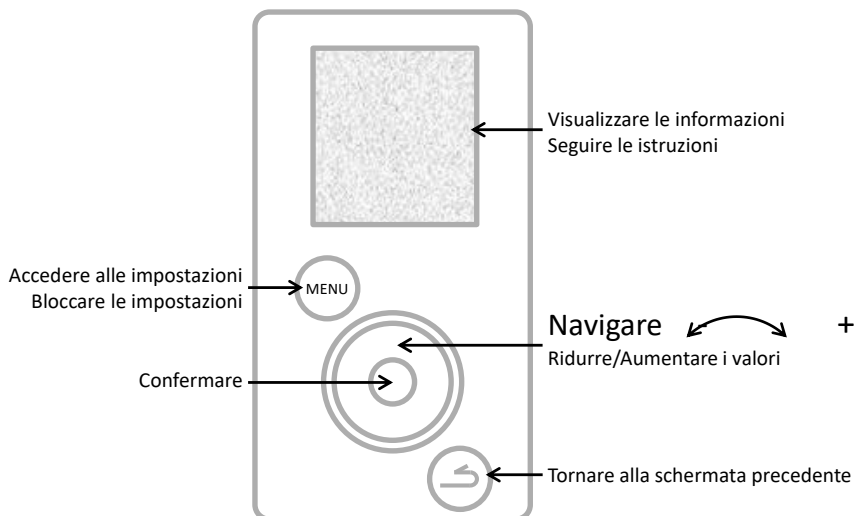 Visualizzare le informazioni
Seguire le istruzioni
Accedere alle impostazioni
Bloccare le impostazioni
MENU
Navigare +
Ridurre/Aumentare i valori
Confermare
Tornare alla schermata precedente